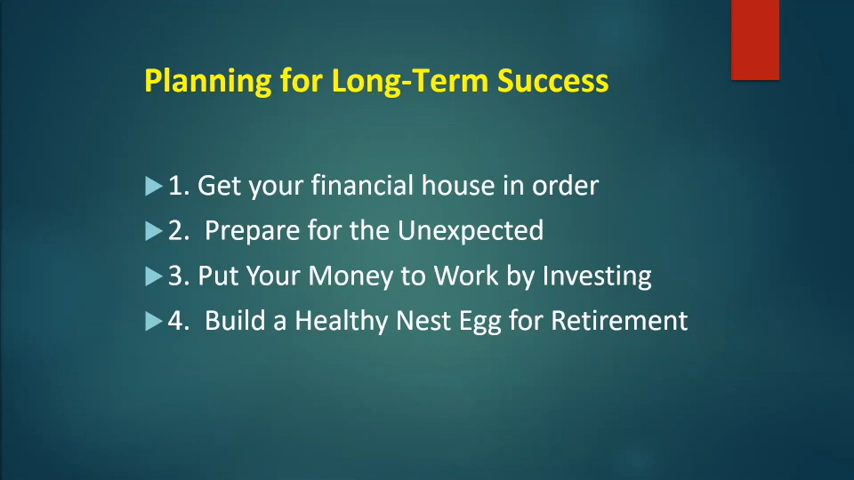 Planning for Long-Term Success
1. Get your financial house in order
2. Prepare for the Unexpected
3. Put Your Money to Work by Investing
4. Build a Healthy Nest Egg for Retirement